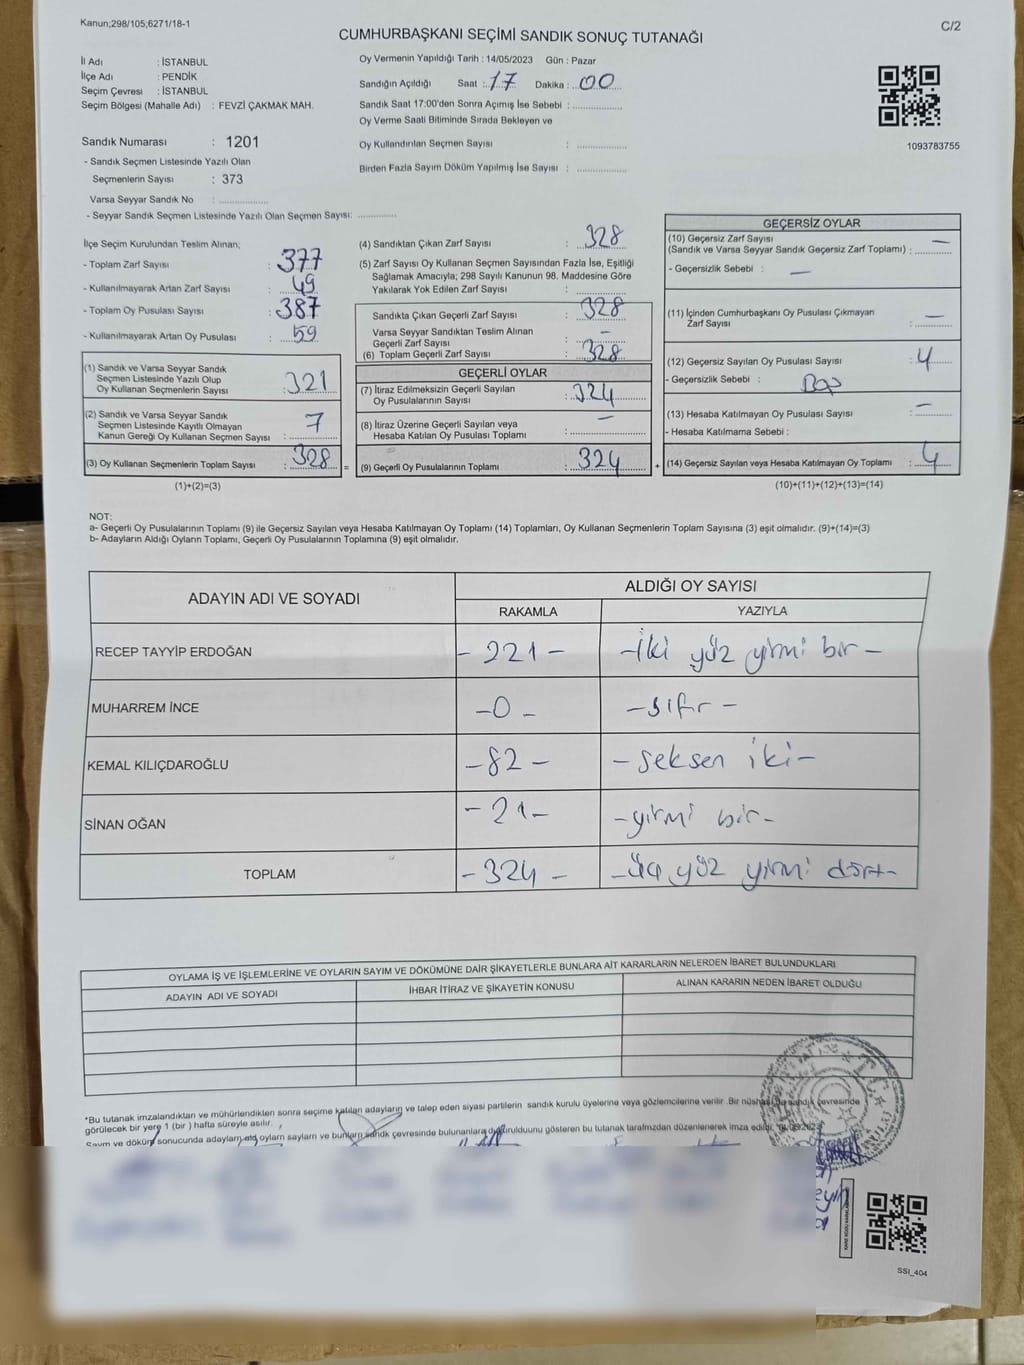 Kanun;298/105;6271/18-1
C/2
CUMHURBAŞKANI SEÇİMİ SANDIK SONUÇ TUTANAĞI
İl Adı : İSTANBUL
İlçe Adı : PENDİK
Seçim Çevresi : İSTANBUL
Seçim Bölgesi (Mahalle Adı) : FEVZİ ÇAKMAK MAH.
Sandık Numarası : 1201
- Sandık Seçmen Listesinde Yazılı Olan
Seçmenlerin Sayısı : 373
Varsa Seyyar Sandık No :
- Seyyar Sandık Seçmen Listesinde Yazılı Olan Seçmen Sayısı:
Oy Vermenin Yapıldığı Tarih : 14/05/2023 Gün : Pazar
Sandığın Açıldığı Saat : 17 Dakika : 00
Sandık Saat 17:00'den Sonra Açımış İse Sebebi :
Oy Verme Saati Bitiminde Sırada Bekleyen ve
Oy Kullandırılan Seçmen Sayısı :
Birden Fazla Sayım Döküm Yapılmış İse Sayısı :
1093783755
İlçe Seçim Kurulundan Teslim Alınan;
- Toplam Zarf Sayısı : 377
- Kullanılmayarak Artan Zarf Sayısı : 49
- Toplam Oy Pusulası Sayısı : 387
- Kullanılmayarak Artan Oy Pusulası : 59
(1) Sandık ve Varsa Seyyar Sandık
Seçmen Listesinde Yazılı Olup
Oy Kullanan Seçmenlerin Sayısı : 321
(2) Sandık ve Varsa Seyyar Sandık
Seçmen Listesinde Kayıtlı Olmayan
Kanun Gereği Oy Kullanan Seçmen Sayısı : 7
(3) Oy Kullanan Seçmenlerin Toplam Sayısı : 328
(1)+(2)=(3)
(4) Sandıktan Çıkan Zarf Sayısı : 328
(5) Zarf Sayısı Oy Kullanan Seçmen Sayısından Fazla İse, Eşitliği
Sağlamak Amacıyla; 298 Sayılı Kanunun 98. Maddesine Göre
Yakılarak Yok Edilen Zarf Sayısı :
Sandıkta Çıkan Geçerli Zarf Sayısı : 328
Varsa Seyyar Sandıktan Teslim Alınan
Geçerli Zarf Sayısı : -
(6) Toplam Geçerli Zarf Sayısı : 328
GEÇERLİ OYLAR
(7) İtiraz Edilmeksizin Geçerli Sayılan
Oy Pusulalarının Sayısı : 324
(8) İtiraz Üzerine Geçerli Sayılan veya
Hesaba Katılan Oy Pusulası Toplamı : -
= (9) Geçerli Oy Pusulalarının Toplamı : 324 +
GEÇERSİZ OYLAR
(10) Geçersiz Zarf Sayısı
(Sandık ve Varsa Seyyar Sandık Geçersiz Zarf Toplamı) : -
- Geçersizlik Sebebi : -
(11) İçinden Cumhurbaşkanı Oy Pusulası Çıkmayan
Zarf Sayısı : -
(12) Geçersiz Sayılan Oy Pusulası Sayısı : 4
- Geçersizlik Sebebi : Boş
(13) Hesaba Katılmayan Oy Pusulası Sayısı : -
- Hesaba Katılmama Sebebi :
(14) Geçersiz Sayılan veya Hesaba Katılmayan Oy Toplamı : 4
(10)+(11)+(12)+(13)=(14)
NOT:
a- Geçerli Oy Pusulalarının Toplamı (9) ile Geçersiz Sayılan veya Hesaba Katılmayan Oy Toplamı (14) Toplamları, Oy Kullanan Seçmenlerin Toplam Sayısına (3) eşit olmalıdır. (9)+(14)=(3)
b- Adayların Aldığı Oyların Toplamı, Geçerli Oy Pusulalarının Toplamına (9) eşit olmalıdır.
ADAYIN ADI VE SOYADI
ALDIĞI OY SAYISI
RAKAMLA YAZIYLA
RECEP TAYYİP ERDOĞAN - 221 - - İki yüz yirmi bir -
MUHARREM İNCE - 0 - - sıfır -
KEMAL KILIÇDAROĞLU - 82 - - seksen iki -
SİNAN OĞAN - 21 - - yirmi bir -
TOPLAM - 324 - - üç yüz yirmi dört -
OYLAMA İŞ VE İŞLEMLERİNE VE OYLARIN SAYIM VE DÖKÜMÜNE DAİR ŞİKAYETLERLE BUNLARA AİT KARARLARIN NELERDEN İBARET BULUNDUKLARI
ADAYIN ADI VE SOYADI İHBAR İTİRAZ VE ŞİKAYETİN KONUSU ALINAN KARARIN NEDEN İBARET OLDUĞU
*Bu tutanak imzalandıktan ve mühürlendikten sonra seçime katılan adayların ve talep eden siyasi partilerin sandık kurulu üyelerine veya gözlemcilerine verilir .Bir nüshası da sandık çevresinde
görülecek bir yere 1 (bir ) hafta süreyle asılır.
Sayım ve döküm sonucunda adayların oyların sayları ve bunların sandık çevresinde bulunanlara duyurulduunu gösteren bu tutanak tarafımızdan düzenlenerek imza edildi.
SSI_404